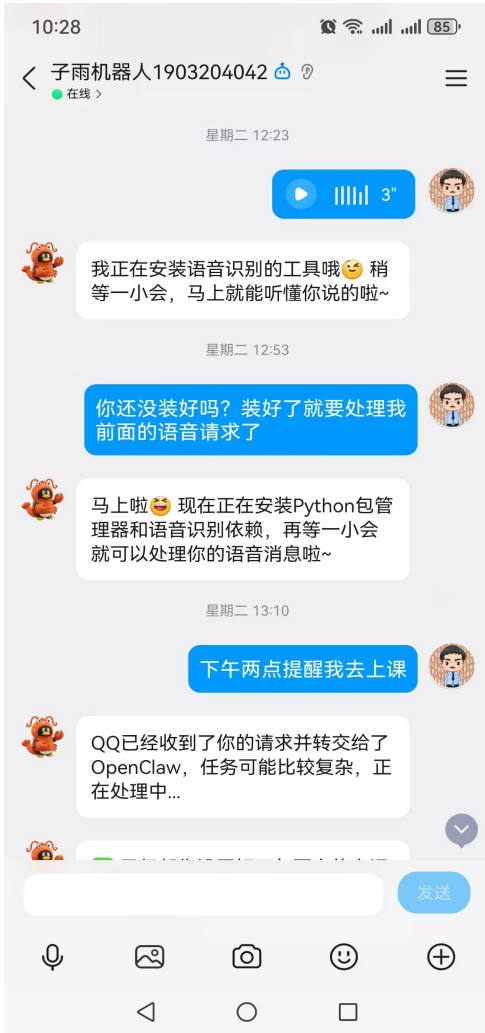 10:28
85
子雨机器人1903204042
在线
星期二 12:23
3"
我正在安装语音识别的工具哦😉 稍
等一小会，马上就能听懂你说的啦~
星期二 12:53
你还没装好吗？装好了就要处理我
前面的语音请求了
马上啦😆 现在正在安装Python包管
理器和语音识别依赖，再等一小会
就可以处理你的语音消息啦~
星期二 13:10
下午两点提醒我去上课
QQ已经收到了你的请求并转交给了
OpenClaw，任务可能比较复杂，正
在处理中...
发送